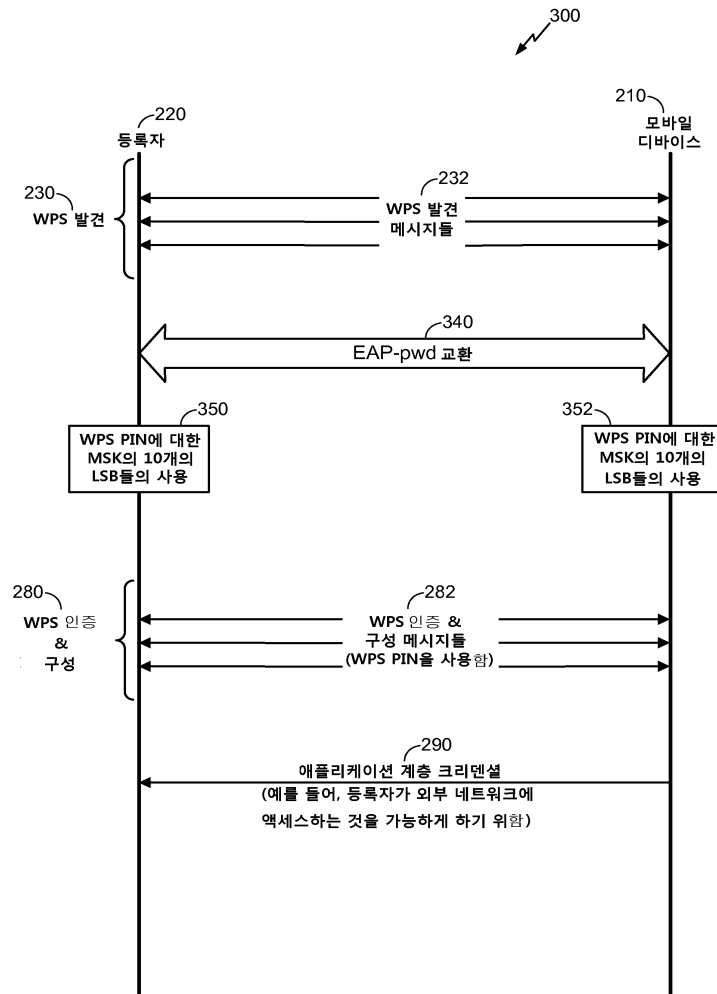 300
220
등록자
210
모바일
디바이스
230
WPS 발견
232
WPS 발견
메시지들
340
EAP-pwd 교환
350
WPS PIN에 대한
MSK의 10개의
LSB들의 사용
352
WPS PIN에 대한
MSK의 10개의
LSB들의 사용
280
WPS 인증
&
구성
282
WPS 인증 &
구성 메시지들
(WPS PIN을 사용함)
290
애플리케이션 계층 크리덴셜
(예를 들어, 등록자가 외부 네트워크에
액세스하는 것을 가능하게 하기 위함)